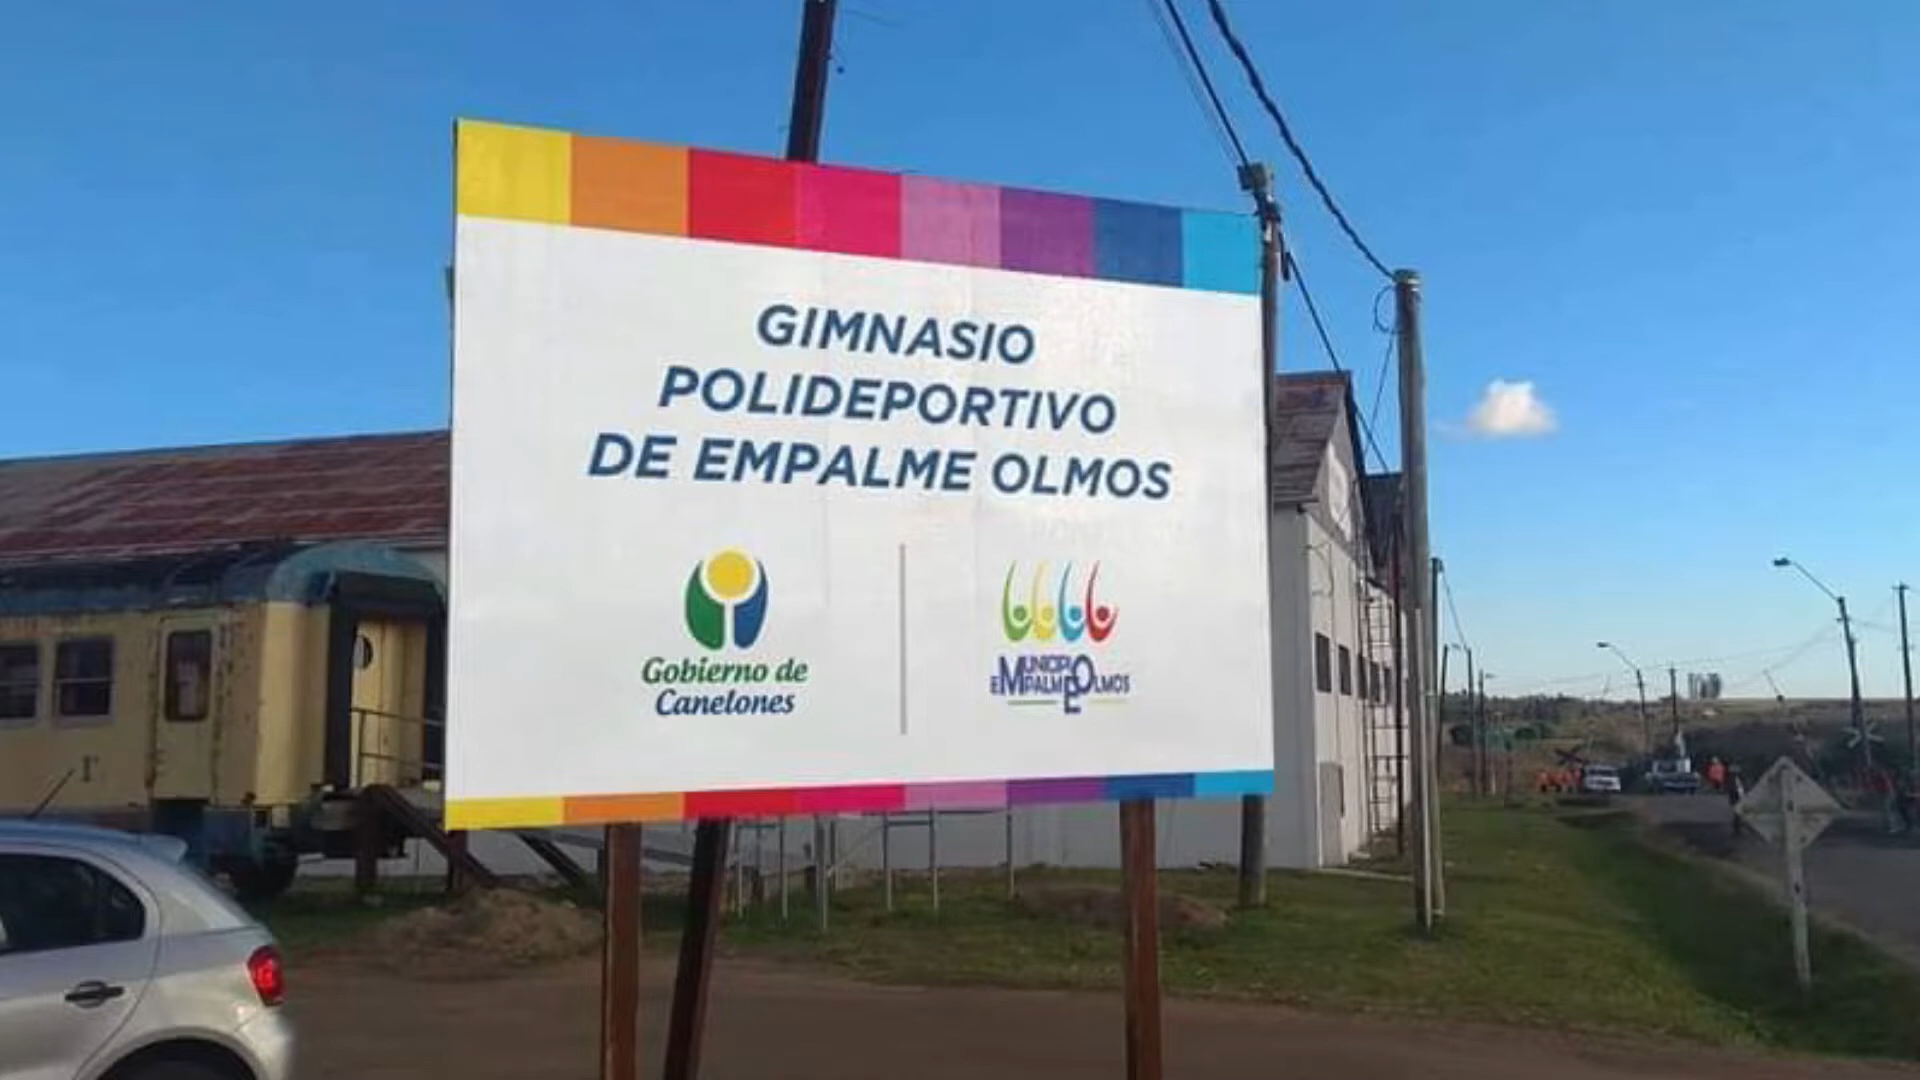 GIMNASIO
POLIDEPORTIVO
DE EMPALME OLMOS
Gobierno de
Canelones
MUNICIPIO
EMPALME OLMOS